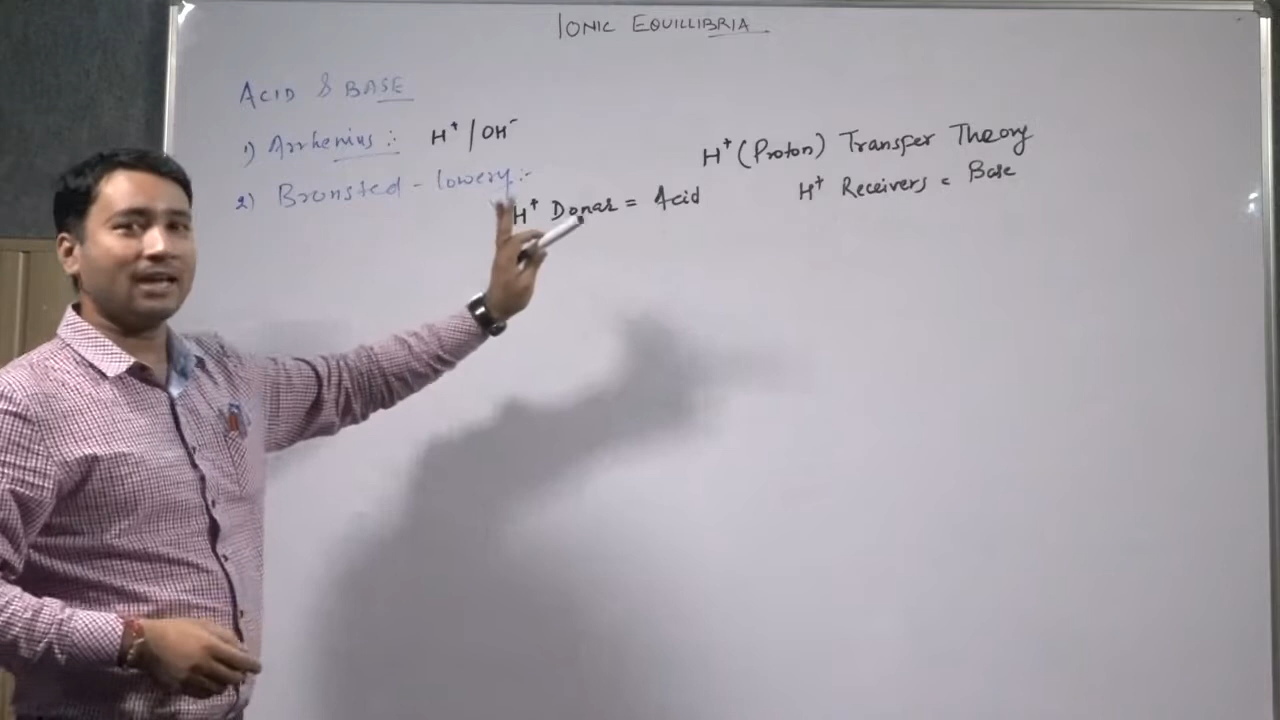 IONIC EQUILLIBRIA
ACID & BASE
1) Arrhenius :- H⁺ / OH⁻
2) Bronsted - lowery :-
H⁺ (Proton) Transfer Theory
H⁺ Donar = Acid
H⁺ Receivers = Base